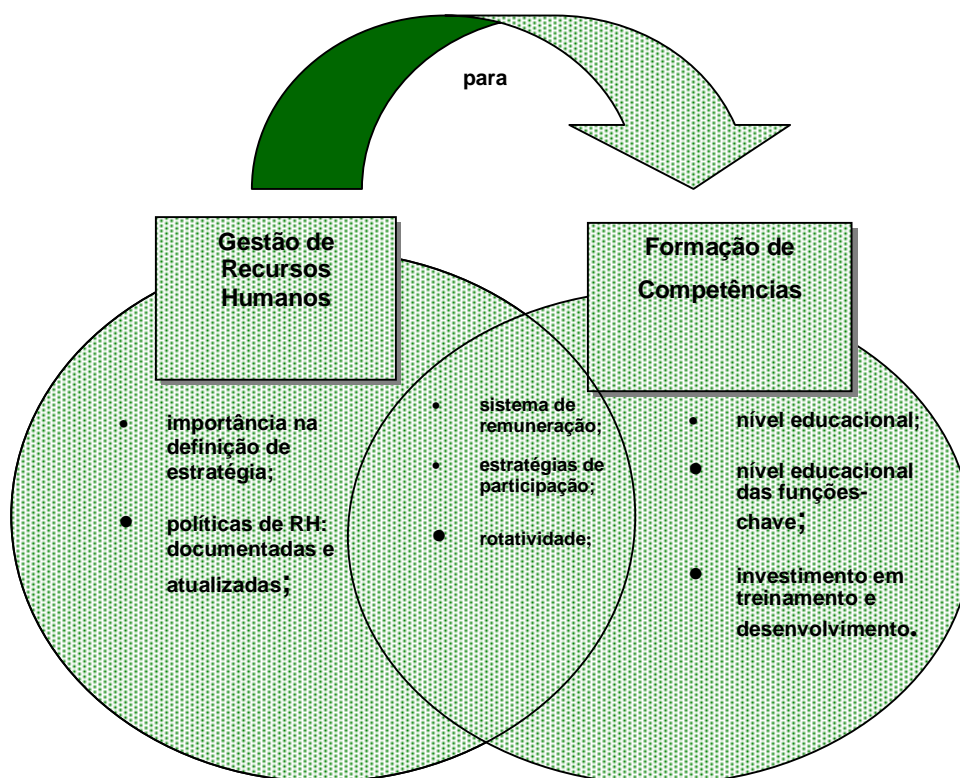 para
Gestão de
Recursos
Humanos
Formação de
Competências
• importância na
definição de
estratégia;
• políticas de RH:
documentadas e
atualizadas;
• sistema de
remuneração;
• estratégias de
participação;
• rotatividade;
• nível educacional;
• nível educacional
das funções-
chave;
• investimento em
treinamento e
desenvolvimento.